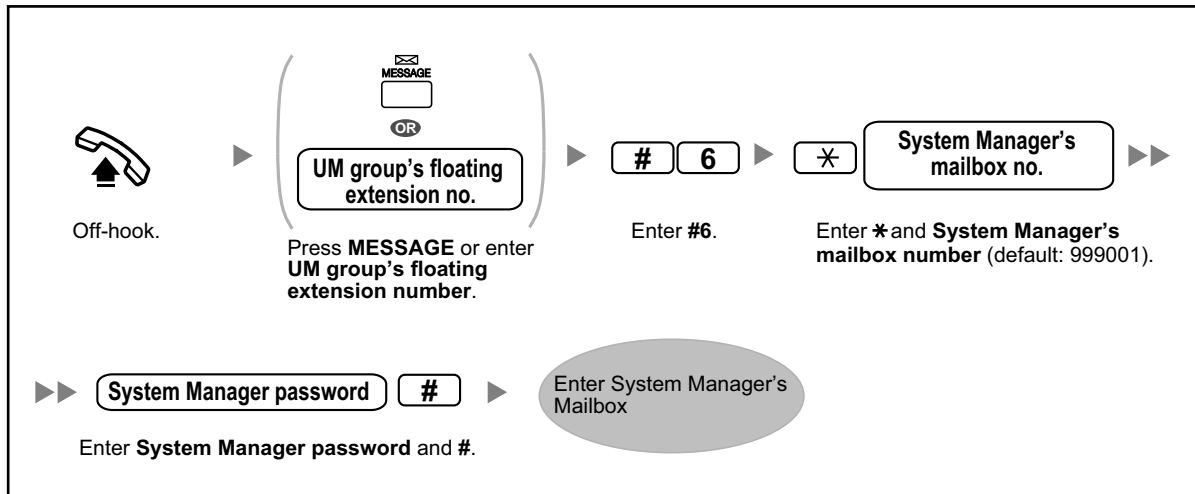 MESSAGE
OR
UM group's floating
extension no.
# 6
* System Manager's
mailbox no.
Off-hook.
Press MESSAGE or enter
UM group's floating
extension number.
Enter #6.
Enter * and System Manager's
mailbox number (default: 999001).
System Manager password #
Enter System Manager's
Mailbox
Enter System Manager password and #.